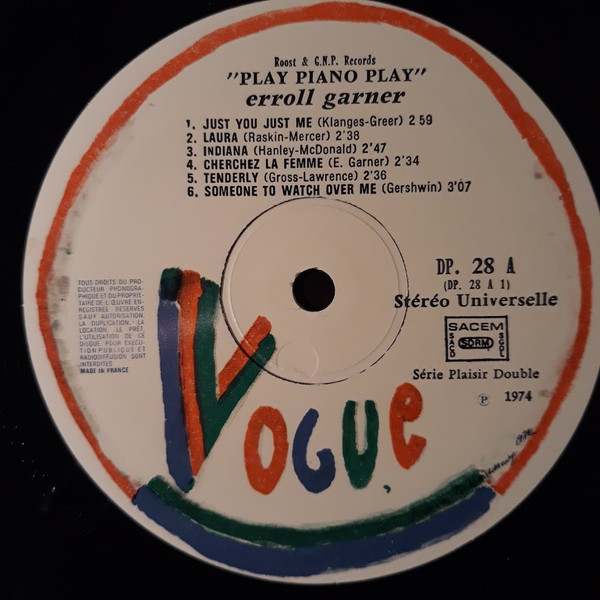 Roost & G.N.P. Records
"PLAY PIANO PLAY"
erroll garner
1. JUST YOU JUST ME (Klanges-Greer) 2 59
2. LAURA (Raskin-Mercer) 2'38
3. INDIANA (Hanley-McDonald) 2'47
4. CHERCHEZ LA FEMME (E. Garner) 2'34
5. TENDERLY (Gross-Lawrence) 2'36
6. SOMEONE TO WATCH OVER ME (Gershwin) 3'07
TOUS DROITS DU PRO-
DUCTEUR PHONOGRA-
PHIQUE ET DU PROPRIE-
TAIRE DE L'ŒUVRE EN-
REGISTREE RESERVES
SAUF AUTORISATION,
LA DUPLICATION, LA
LOCATION, LE PRÊT,
L'UTILISATION DE CE
DISQUE POUR EXECU-
TION PUBLIQUE ET
RADIODIFFUSION SONT
INTERDITES
MADE IN FRANCE
DP. 28 A
(DP. 28 A 1)
Stéréo Universelle
SACEM
SACD
SDRM
SGDL
Série Plaisir Double
℗ 1974
VOGUE